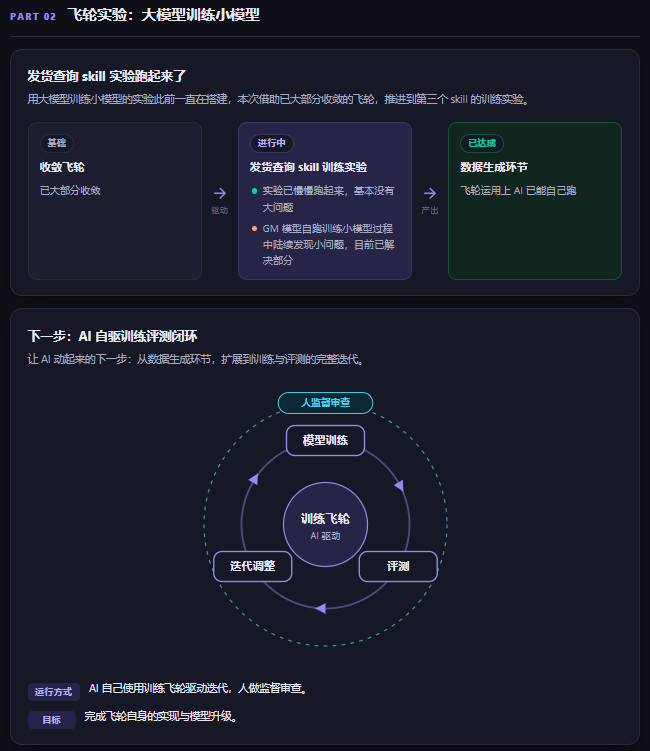 PART 02 飞轮实验：大模型训练小模型
发货查询 skill 实验跑起来了
用大模型训练小模型的实验此前一直在搭建，本次借助已大部分收敛的飞轮，推进到第三个 skill 的训练实验。
基础
收敛飞轮
已大部分收敛
驱动
进行中
发货查询 skill 训练实验
实验已慢慢跑起来，基本没有
大问题
GM 模型自跑训练小模型过程
中陆续发现小问题，目前已解
决部分
产出
已达成
数据生成环节
飞轮运用上 AI 已能自己跑
下一步：AI 自驱训练评测闭环
让 AI 动起来的下一步：从数据生成环节，扩展到训练与评测的完整迭代。
人监督审查
模型训练
训练飞轮
AI 驱动
迭代调整
评测
运行方式 AI 自己使用训练飞轮驱动迭代，人做监督审查。
目标 完成飞轮自身的实现与模型升级。